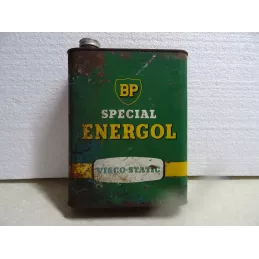 BP
SPECIAL
ENERGOL
VISCO-STATIC